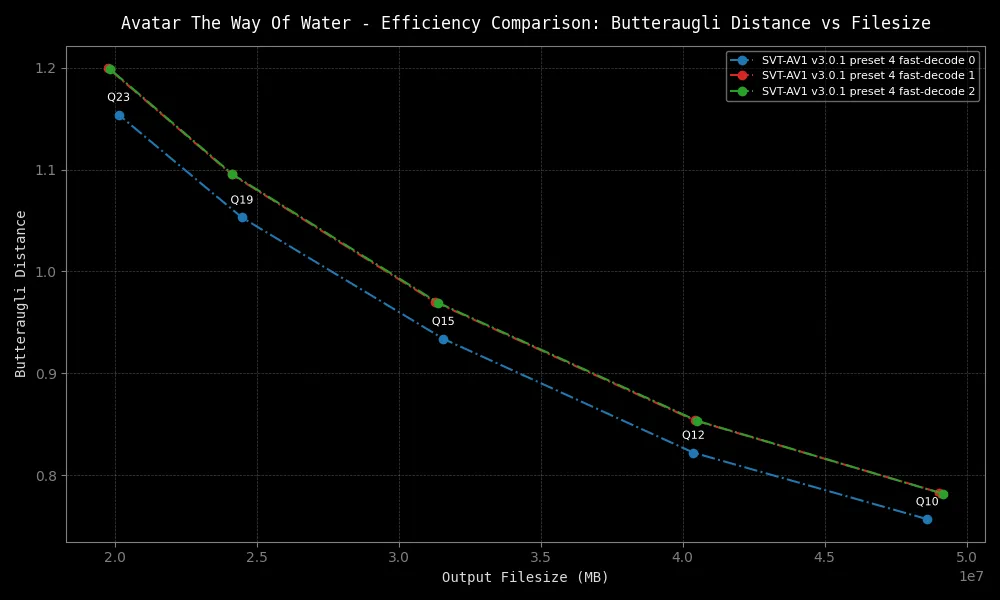 Avatar The Way Of Water - Efficiency Comparison: Butteraugli Distance vs Filesize
SVT-AV1 v3.0.1 preset 4 fast-decode 0
SVT-AV1 v3.0.1 preset 4 fast-decode 1
SVT-AV1 v3.0.1 preset 4 fast-decode 2
Butteraugli Distance
1.2
1.1
1.0
0.9
0.8
Q23
Q19
Q15
Q12
Q10
2.0 2.5 3.0 3.5 4.0 4.5 5.0
1e7
Output Filesize (MB)